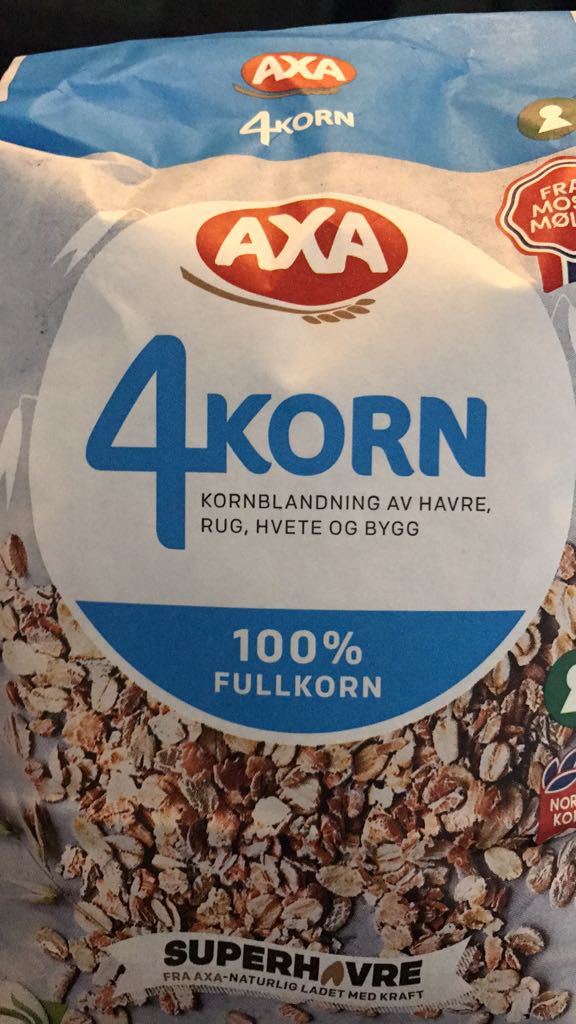 AXA
4KORN
FRA
AXA
4KORN
KORNBLANDNING AV HAVRE,
RUG, HVETE OG BYGG
100%
FULLKORN
SUPERHAVRE
FRA AXA-NATURLIG LADET MED KRAFT